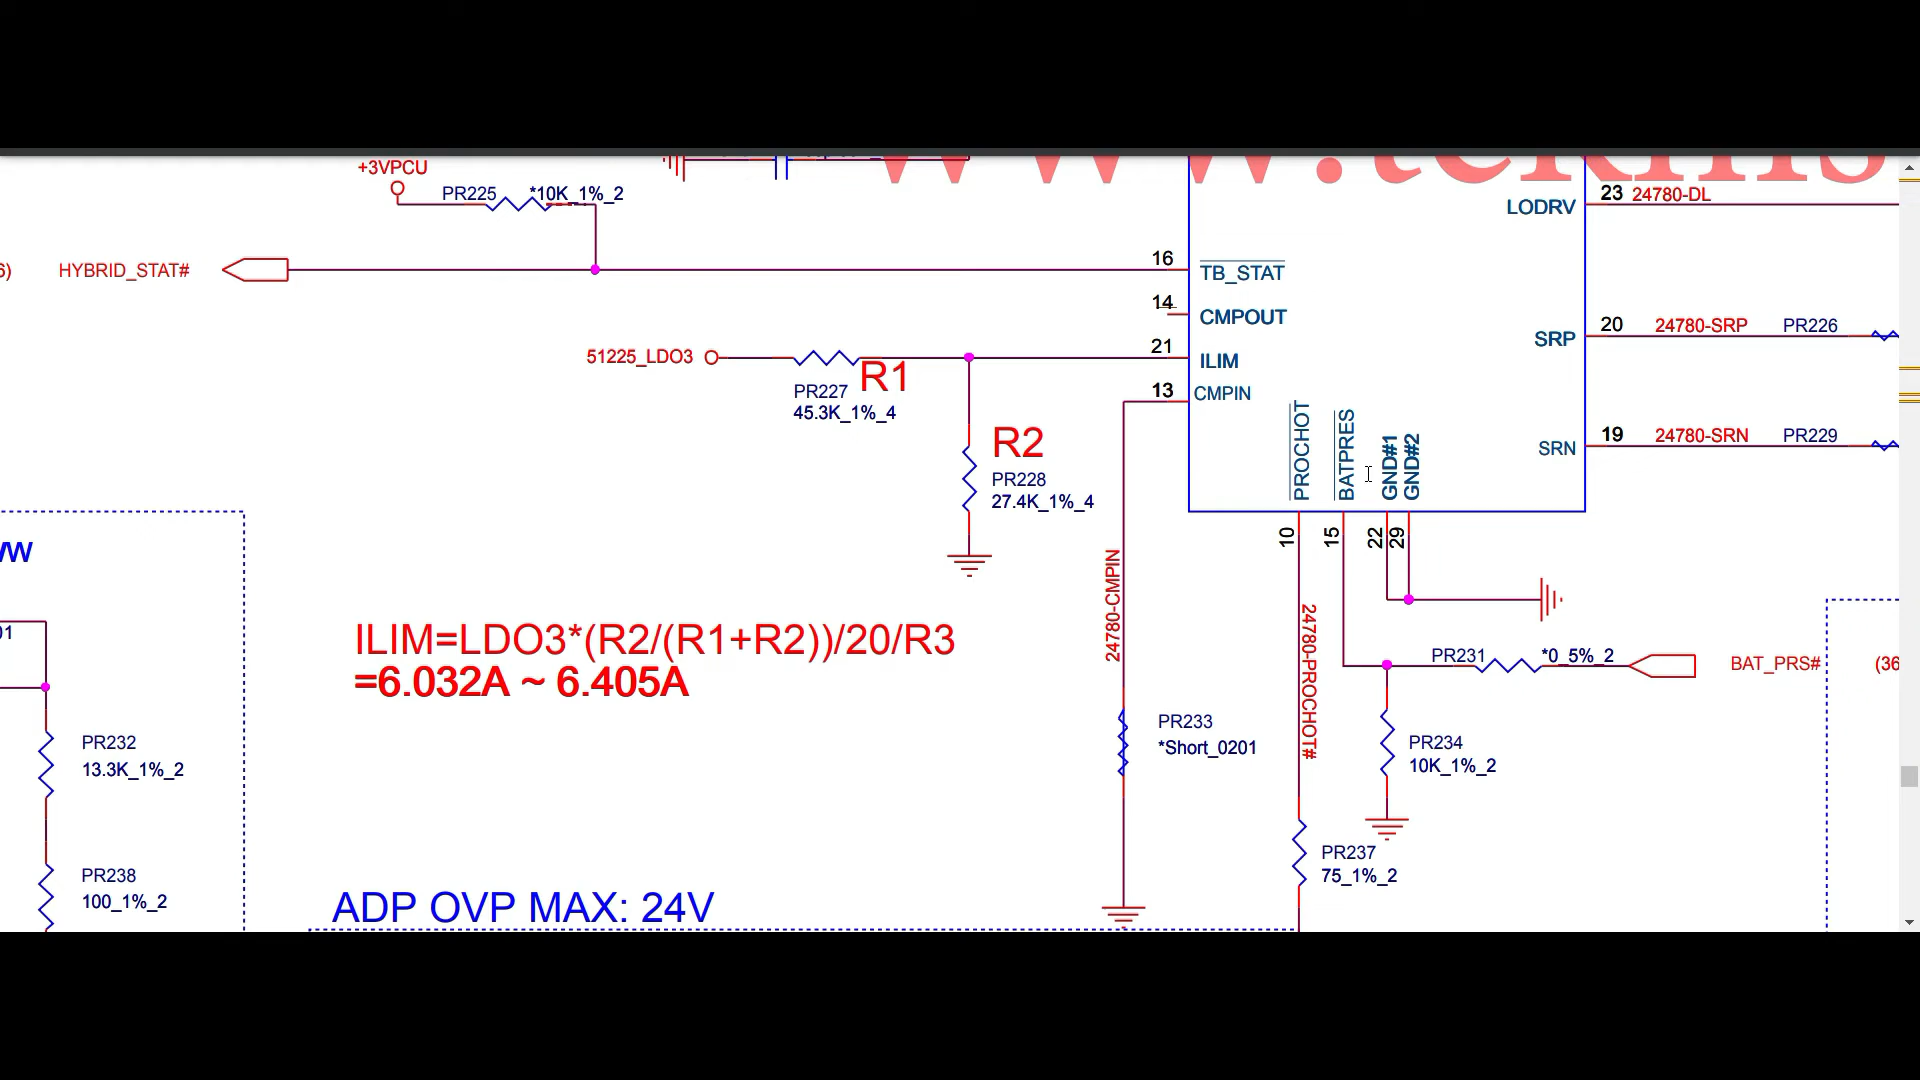 www.tekni
+3VPCU
PR225
*10K_1%_2
HYBRID_STAT#
16
TB_STAT
14
CMPOUT
51225_LDO3
21
ILIM
R1
PR227
45.3K_1%_4
13
CMPIN
R2
PR228
27.4K_1%_4
LODRV
23
24780-DL
SRP
20
24780-SRP
PR226
SRN
19
24780-SRN
PR229
PROCHOT
BATPRES
GND#1
GND#2
10
15
22
29
24780-CMPIN
24780-PROCHOT#
ILIM=LDO3*(R2/(R1+R2))/20/R3
=6.032A ~ 6.405A
PR231
*0_5%_2
BAT_PRS#
(36
PR233
*Short_0201
PR234
10K_1%_2
PR232
13.3K_1%_2
PR237
75_1%_2
PR238
100_1%_2
ADP OVP MAX: 24V